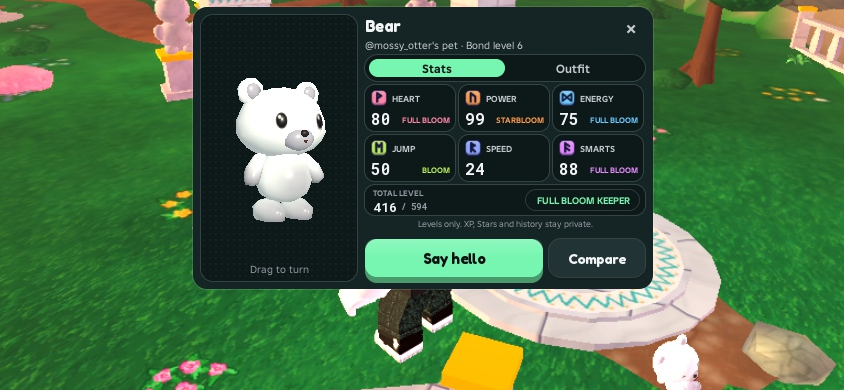 Bear
@mossy_otter's pet · Bond level 6
Stats
Outfit
HEART
80 FULL BLOOM
POWER
99 STARBLOOM
ENERGY
75 FULL BLOOM
JUMP
50 BLOOM
SPEED
24
SMARTS
88 FULL BLOOM
TOTAL LEVEL
416 / 594
FULL BLOOM KEEPER
Levels only. XP, Stars and history stay private.
Say hello
Compare
Drag to turn